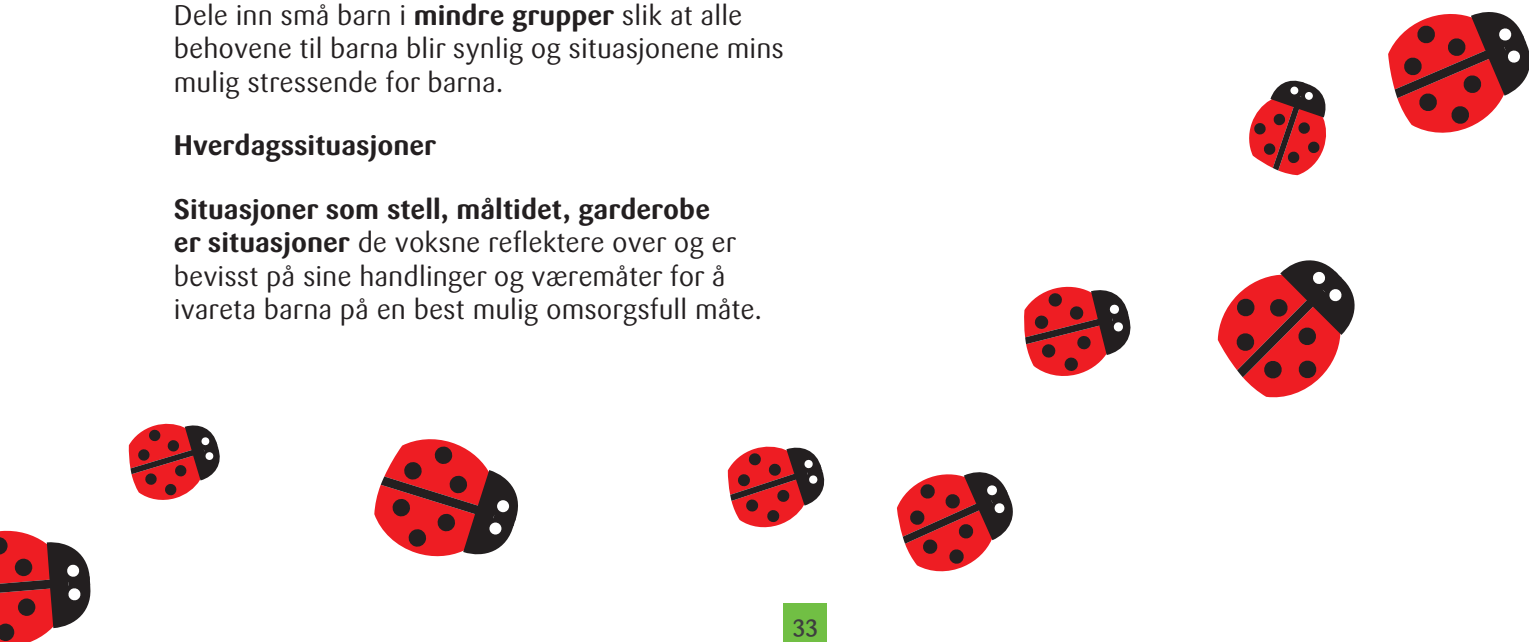 Dele inn små barn i mindre grupper slik at alle
behovene til barna blir synlig og situasjonene mins
mulig stressende for barna.
Hverdagssituasjoner
Situasjoner som stell, måltidet, garderobe
er situasjoner de voksne reflektere over og er
bevisst på sine handlinger og væremåter for å
ivareta barna på en best mulig omsorgsfull måte.
33